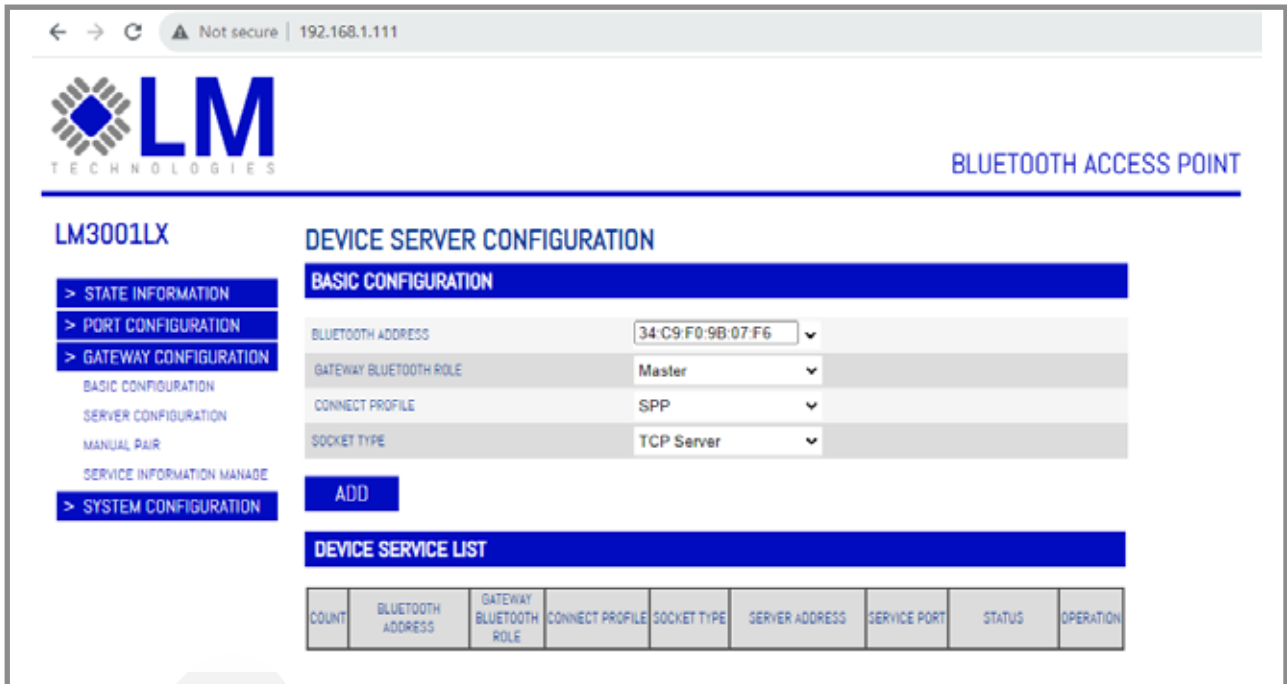 Not secure | 192.168.1.111
LM
TECHNOLOGIES
BLUETOOTH ACCESS POINT
LM3001LX
> STATE INFORMATION
> PORT CONFIGURATION
> GATEWAY CONFIGURATION
BASIC CONFIGURATION
SERVER CONFIGURATION
MANUAL PAIR
SERVICE INFORMATION MANAGE
> SYSTEM CONFIGURATION
DEVICE SERVER CONFIGURATION
BASIC CONFIGURATION
BLUETOOTH ADDRESS 34:C9:F0:9B:07:F6
GATEWAY BLUETOOTH ROLE Master
CONNECT PROFILE SPP
SOCKET TYPE TCP Server
ADD
DEVICE SERVICE LIST
COUNT BLUETOOTH ADDRESS GATEWAY BLUETOOTH ROLE CONNECT PROFILE SOCKET TYPE SERVER ADDRESS SERVICE PORT STATUS OPERATION